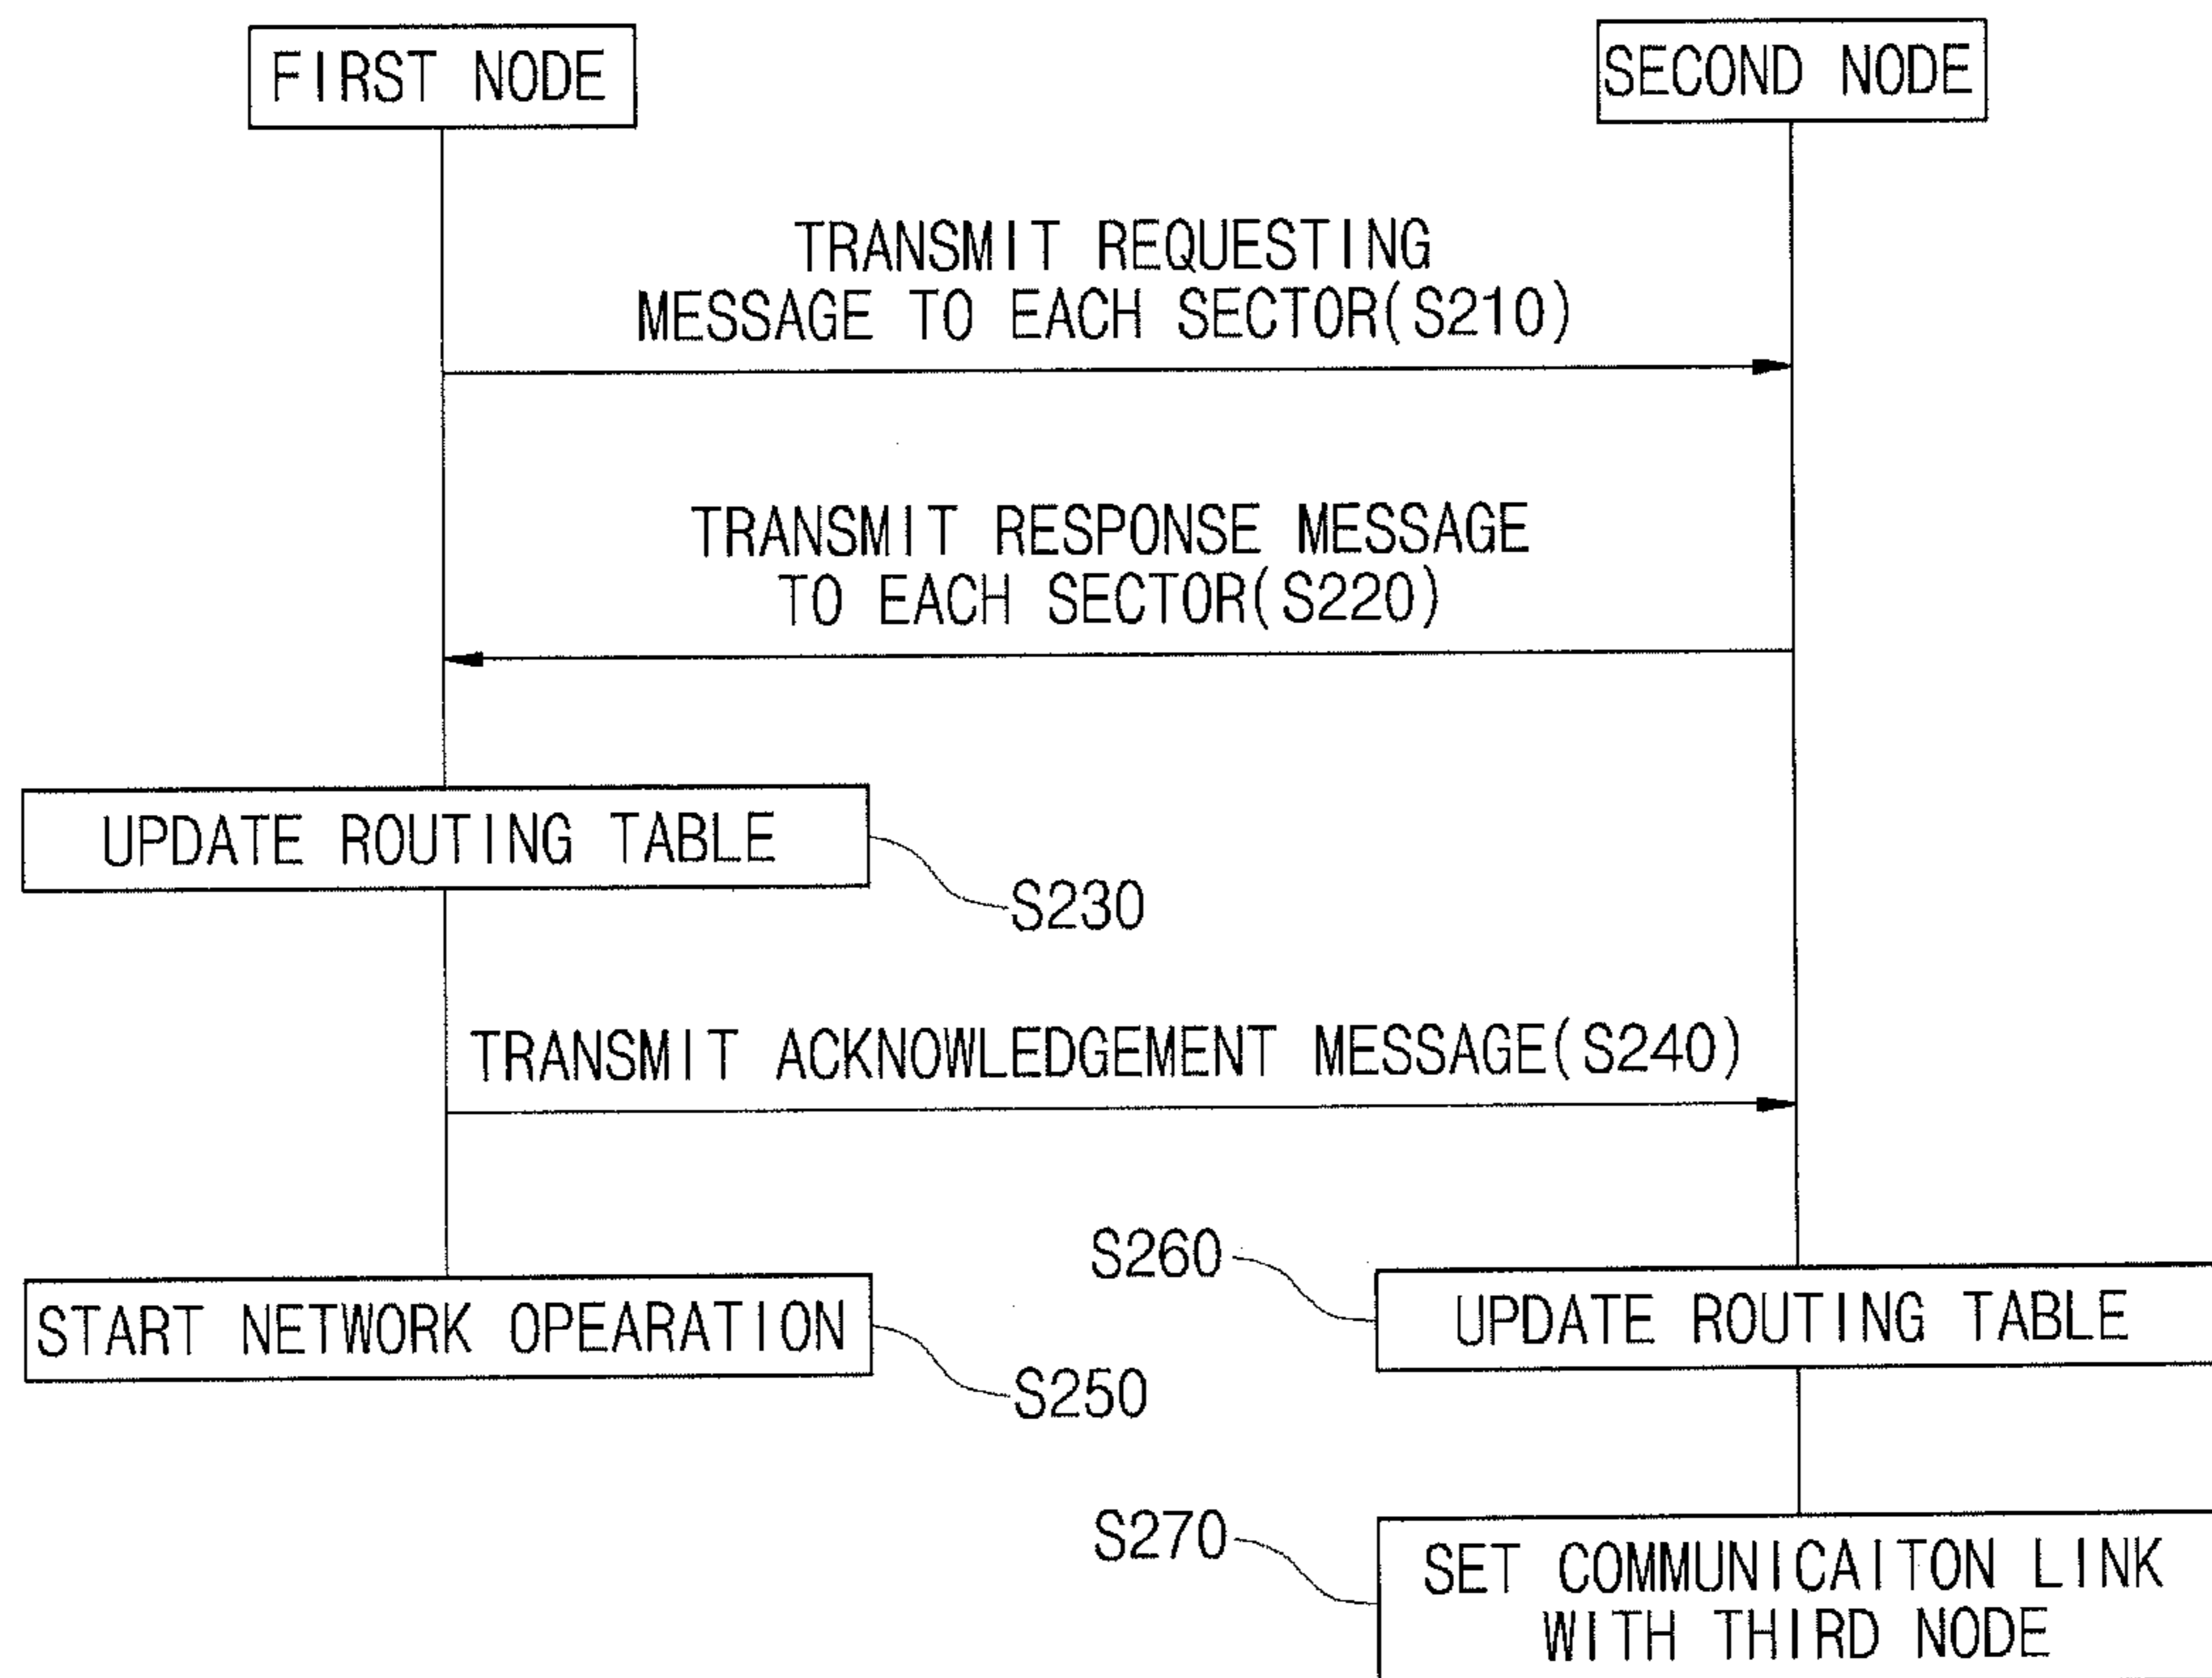 FIRST NODE
SECOND NODE
TRANSMIT REQUESTING
MESSAGE TO EACH SECTOR(S210)
TRANSMIT RESPONSE MESSAGE
TO EACH SECTOR(S220)
UPDATE ROUTING TABLE
S230
TRANSMIT ACKNOWLEDGEMENT MESSAGE(S240)
S260
START NETWORK OPEARATION
UPDATE ROUTING TABLE
S250
S270
SET COMMUNICAITON LINK
WITH THIRD NODE